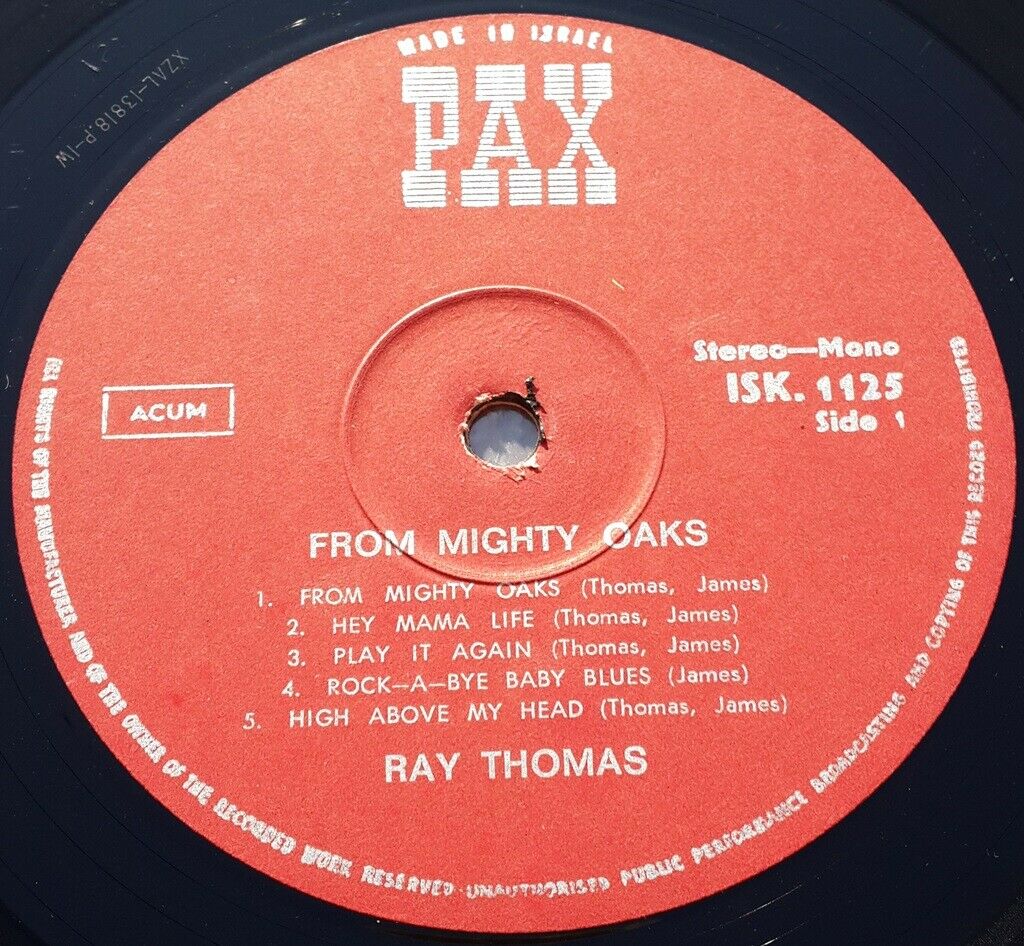 MADE IN ISRAEL
PAX
XZAL-13818.P-1W
Stereo—Mono
ISK. 1125
Side 1
ACUM
FROM MIGHTY OAKS
1. FROM MIGHTY OAKS (Thomas, James)
2. HEY MAMA LIFE (Thomas, James)
3. PLAY IT AGAIN (Thomas, James)
4. ROCK—A—BYE BABY BLUES (James)
5. HIGH ABOVE MY HEAD (Thomas, James)
RAY THOMAS
ALL RIGHTS OF THE MANUFACTURER AND OF THE OWNER OF THE RECORDED WORK RESERVED UNAUTHORISED PUBLIC PERFORMANCE BROADCASTING AND COPYING OF THIS RECORD PROHIBITED